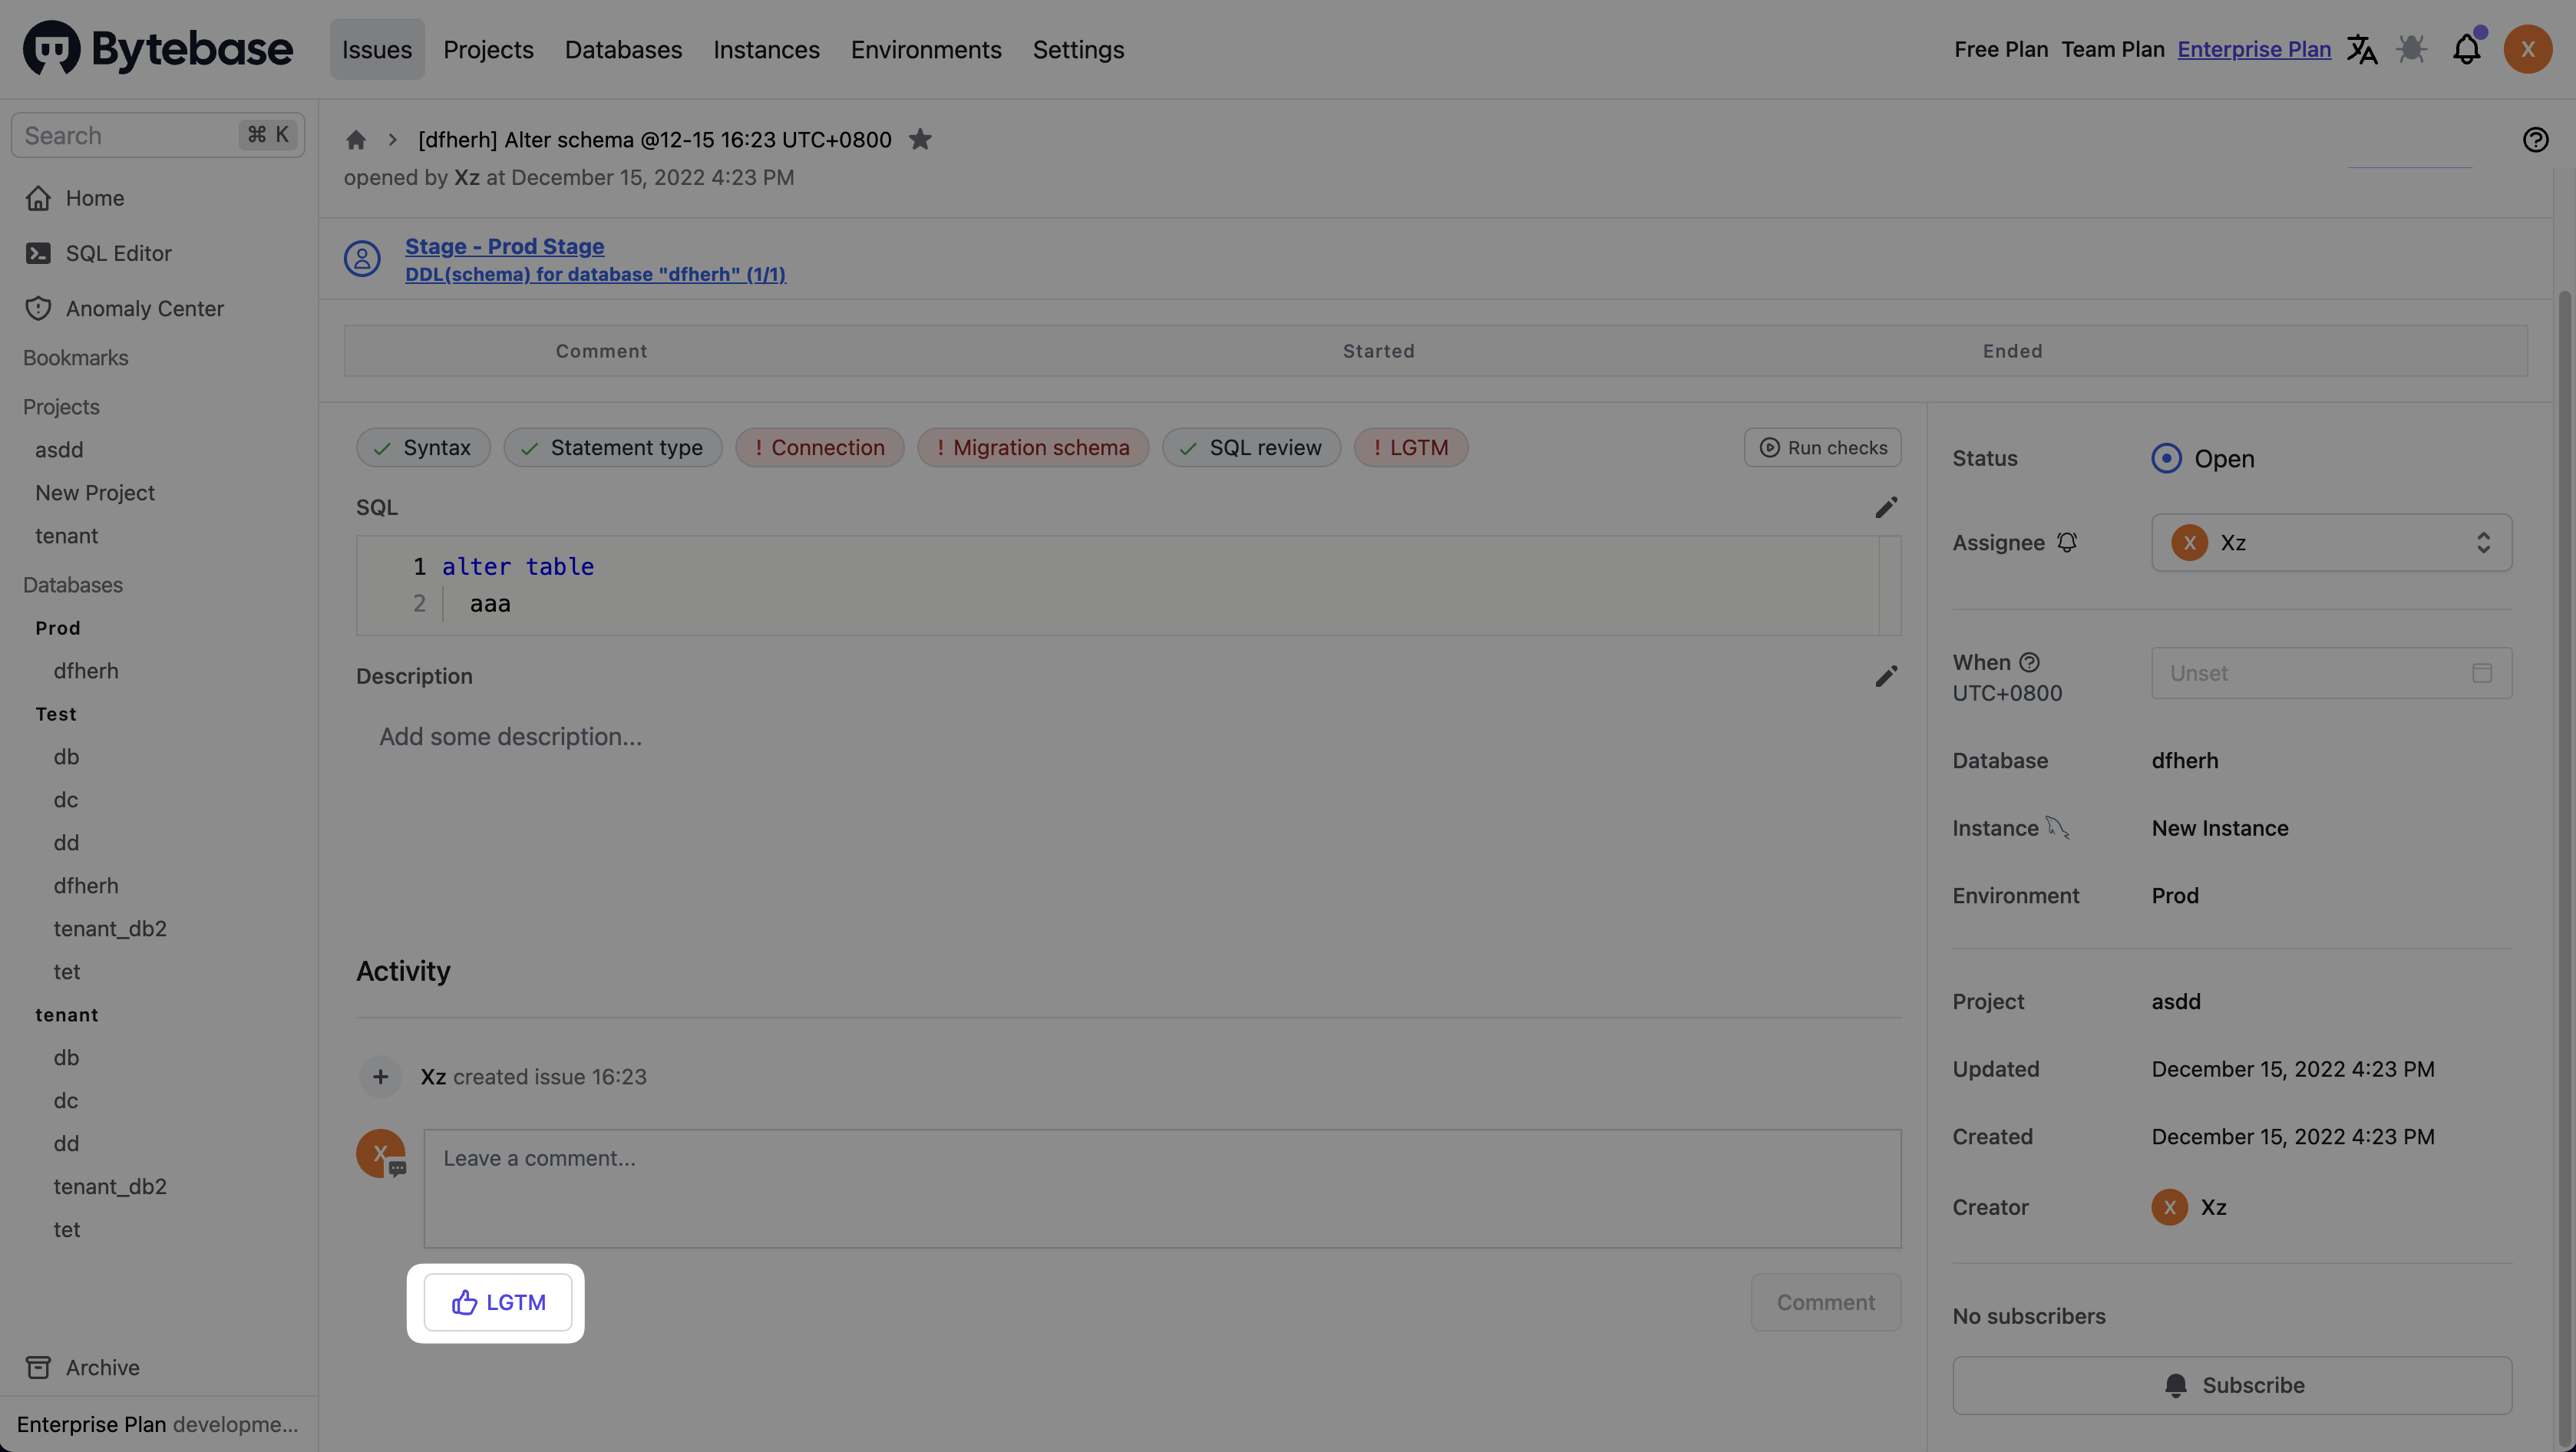 Bytebase
Issues Projects Databases Instances Environments Settings
Free Plan Team Plan Enterprise Plan
X
Search ⌘ K
Home
SQL Editor
Anomaly Center
Bookmarks
Projects
asdd
New Project
tenant
Databases
Prod
dfherh
Test
db
dc
dd
dfherh
tenant_db2
tet
tenant
db
dc
dd
tenant_db2
tet
Archive
Enterprise Plan developme...
[dfherh] Alter schema @12-15 16:23 UTC+0800
opened by Xz at December 15, 2022 4:23 PM
Stage - Prod Stage
DDL(schema) for database "dfherh" (1/1)
Comment Started Ended
Syntax Statement type ! Connection ! Migration schema SQL review ! LGTM Run checks
SQL
1 alter table
2 aaa
Description
Add some description...
Activity
Xz created issue 16:23
X
Leave a comment...
LGTM
Comment
Status Open
Assignee X Xz
When Unset
UTC+0800
Database dfherh
Instance New Instance
Environment Prod
Project asdd
Updated December 15, 2022 4:23 PM
Created December 15, 2022 4:23 PM
Creator X Xz
No subscribers
Subscribe